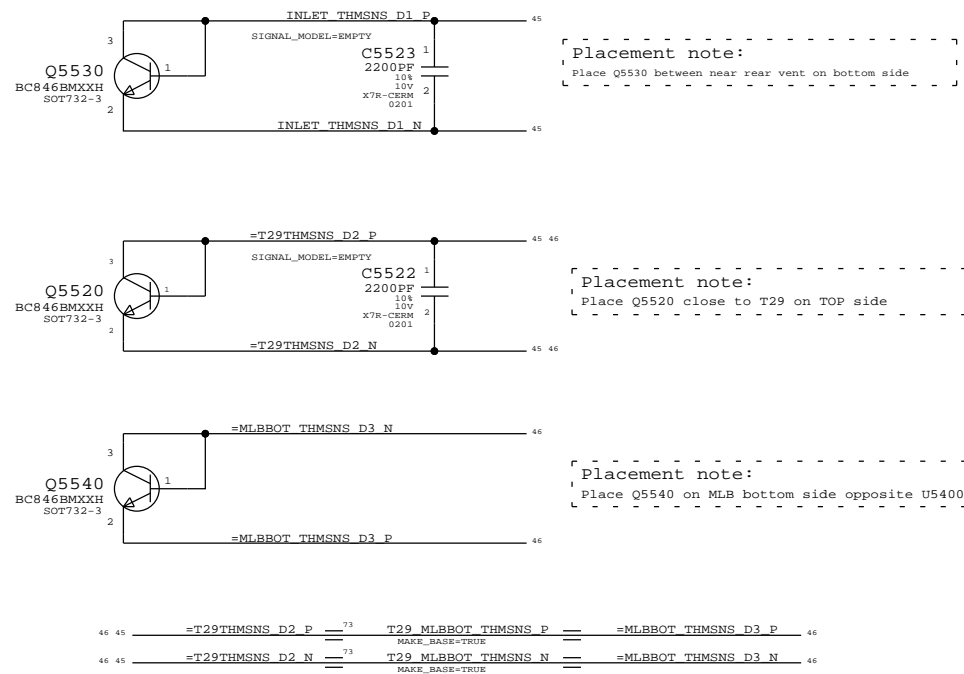 INLET_THMSNS_D1_P
45
SIGNAL_MODEL=EMPTY
3
1
Q5530
BC846BMXXH
SOT732-3
2
C5523
2200PF
10%
10V
X7R-CERM
0201
1
2
INLET_THMSNS_D1_N
45
Placement note:
Place Q5530 between near rear vent on bottom side
=T29THMSNS_D2_P
45 46
SIGNAL_MODEL=EMPTY
3
1
Q5520
BC846BMXXH
SOT732-3
2
C5522
2200PF
10%
10V
X7R-CERM
0201
1
2
=T29THMSNS_D2_N
45 46
Placement note:
Place Q5520 close to T29 on TOP side
=MLBBOT_THMSNS_D3_N
46
3
1
Q5540
BC846BMXXH
SOT732-3
2
=MLBBOT_THMSNS_D3_P
46
Placement note:
Place Q5540 on MLB bottom side opposite U5400
46 45 =T29THMSNS_D2_P 73 T29_MLBBOT_THMSNS_P =MLBBOT_THMSNS_D3_P 46
MAKE_BASE=TRUE
46 45 =T29THMSNS_D2_N 73 T29_MLBBOT_THMSNS_N =MLBBOT_THMSNS_D3_N 46
MAKE_BASE=TRUE